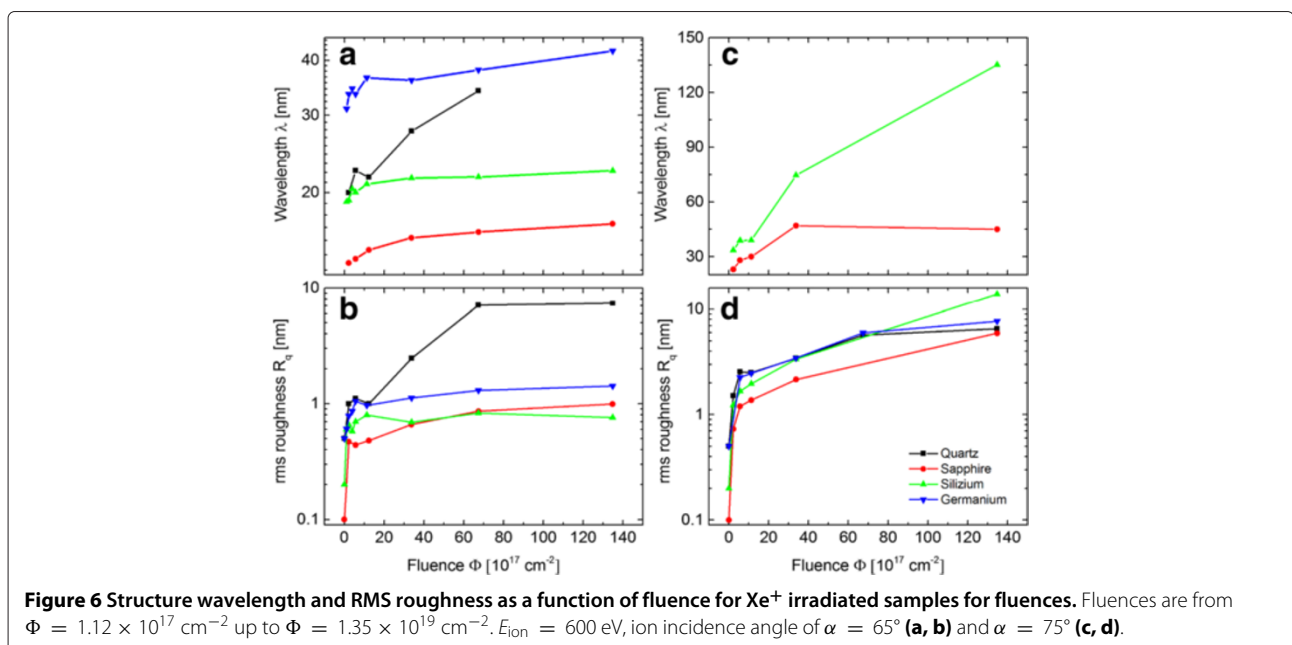 a
40
30
20
Wavelength λ [nm]
c
150
120
90
60
30
Wavelength λ [nm]
b
10
1
0.1
rms roughness R_q [nm]
0 20 40 60 80 100 120 140
Fluence Φ [10^17 cm^-2]
d
10
1
0.1
rms roughness R_q [nm]
Quartz
Sapphire
Silizium
Germanium
0 20 40 60 80 100 120 140
Fluence Φ [10^17 cm^-2]
Figure 6 Structure wavelength and RMS roughness as a function of fluence for Xe+ irradiated samples for fluences. Fluences are from
Φ = 1.12 × 10^17 cm^−2 up to Φ = 1.35 × 10^19 cm^−2. E_ion = 600 eV, ion incidence angle of α = 65° (a, b) and α = 75° (c, d).